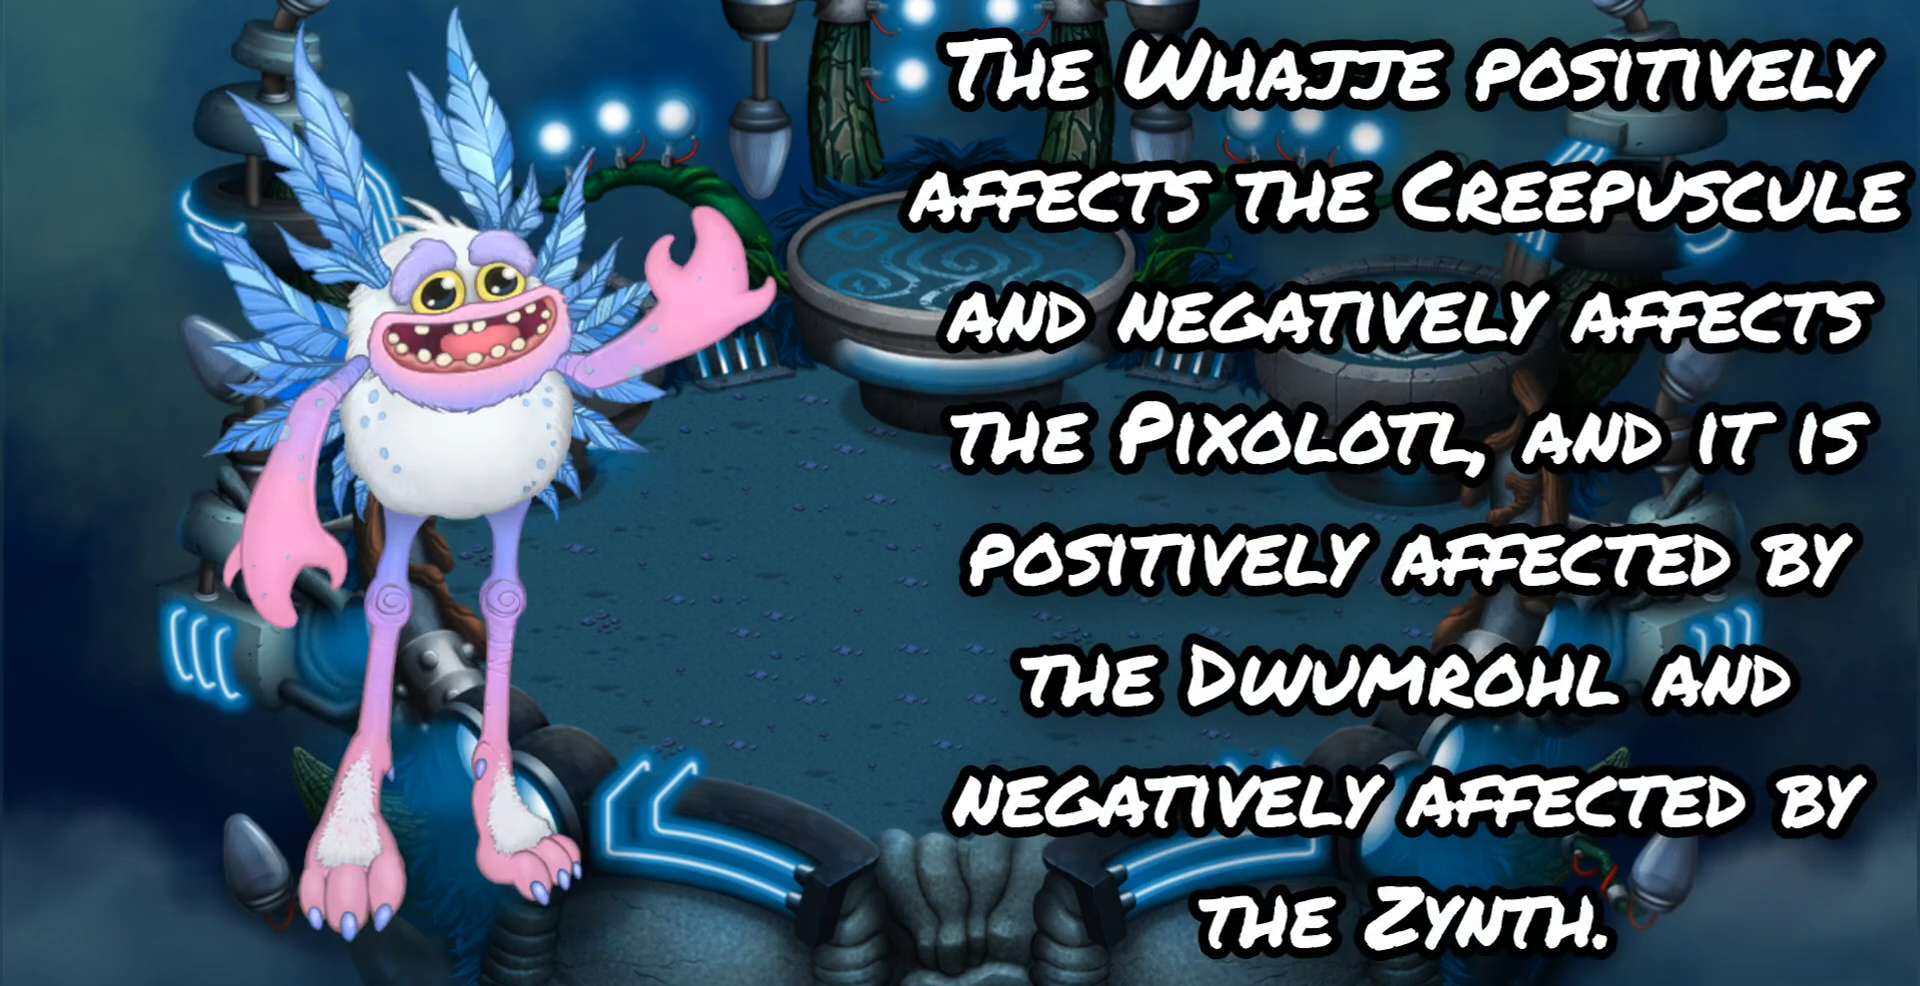 The Whajje positively
affects the Creepuscule
and negatively affects
the Pixolotl, and it is
positively affected by
the Dwumrohl and
negatively affected by
the Zynth.